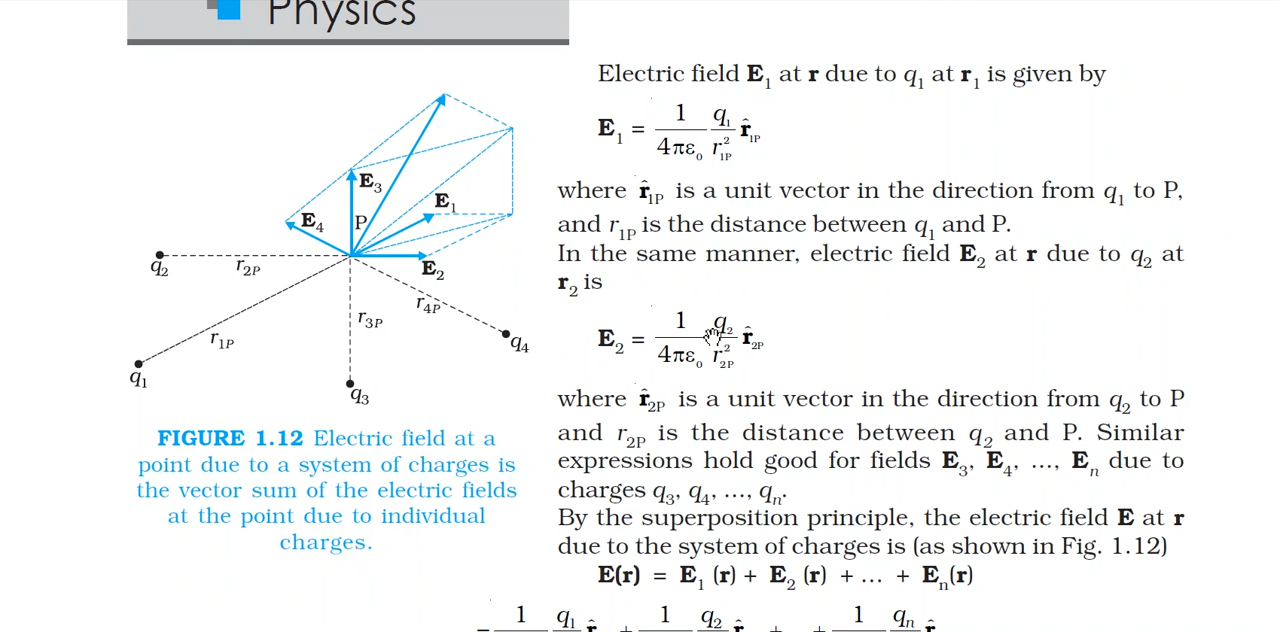 Physics
E₃
E₁
E₄
P
E₂
q₂
r₂P
r₄P
r₃P
r₁P
q₄
q₁
q₃
FIGURE 1.12 Electric field at a
point due to a system of charges is
the vector sum of the electric fields
at the point due to individual
charges.
Electric field E₁ at r due to q₁ at r₁ is given by
E₁ = 1/4πε₀ q₁/r²₁P r̂₁P
where r̂₁P is a unit vector in the direction from q₁ to P,
and r₁P is the distance between q₁ and P.
In the same manner, electric field E₂ at r due to q₂ at
r₂ is
E₂ = 1/4πε₀ q₂/r²₂P r̂₂P
where r̂₂P is a unit vector in the direction from q₂ to P
and r₂P is the distance between q₂ and P. Similar
expressions hold good for fields E₃, E₄, ..., Eₙ due to
charges q₃, q₄, ..., qₙ.
By the superposition principle, the electric field E at r
due to the system of charges is (as shown in Fig. 1.12)
E(r) = E₁ (r) + E₂ (r) + ... + Eₙ(r)
= 1 q₁ r̂ + 1 q₂ r̂ + ... + 1 qₙ r̂